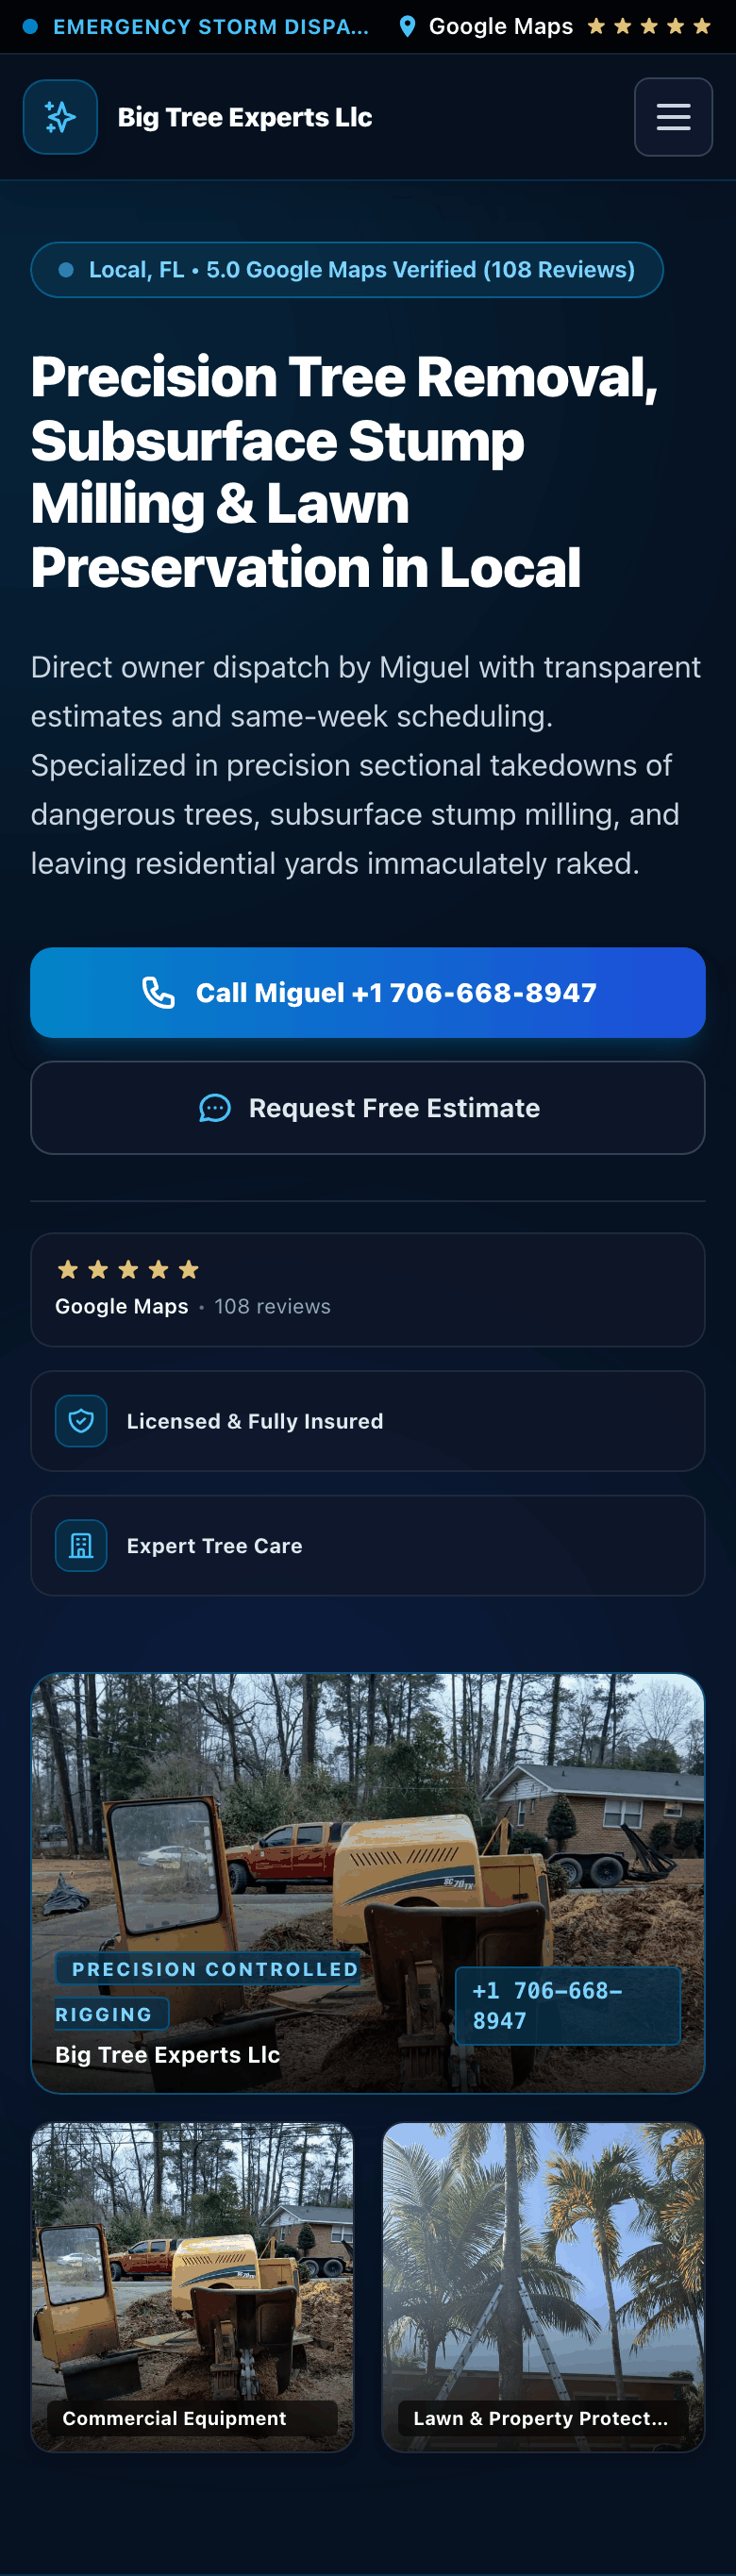 EMERGENCY STORM DISPA... Google Maps
Big Tree Experts Llc
Local, FL • 5.0 Google Maps Verified (108 Reviews)
Precision Tree Removal,
Subsurface Stump
Milling & Lawn
Preservation in Local
Direct owner dispatch by Miguel with transparent
estimates and same-week scheduling.
Specialized in precision sectional takedowns of
dangerous trees, subsurface stump milling, and
leaving residential yards immaculately raked.
Call Miguel +1 706-668-8947
Request Free Estimate
Google Maps • 108 reviews
Licensed & Fully Insured
Expert Tree Care
SC70TX
PRECISION CONTROLLED
RIGGING
Big Tree Experts Llc
+1 706-668-
8947
Commercial Equipment
Lawn & Property Protect...